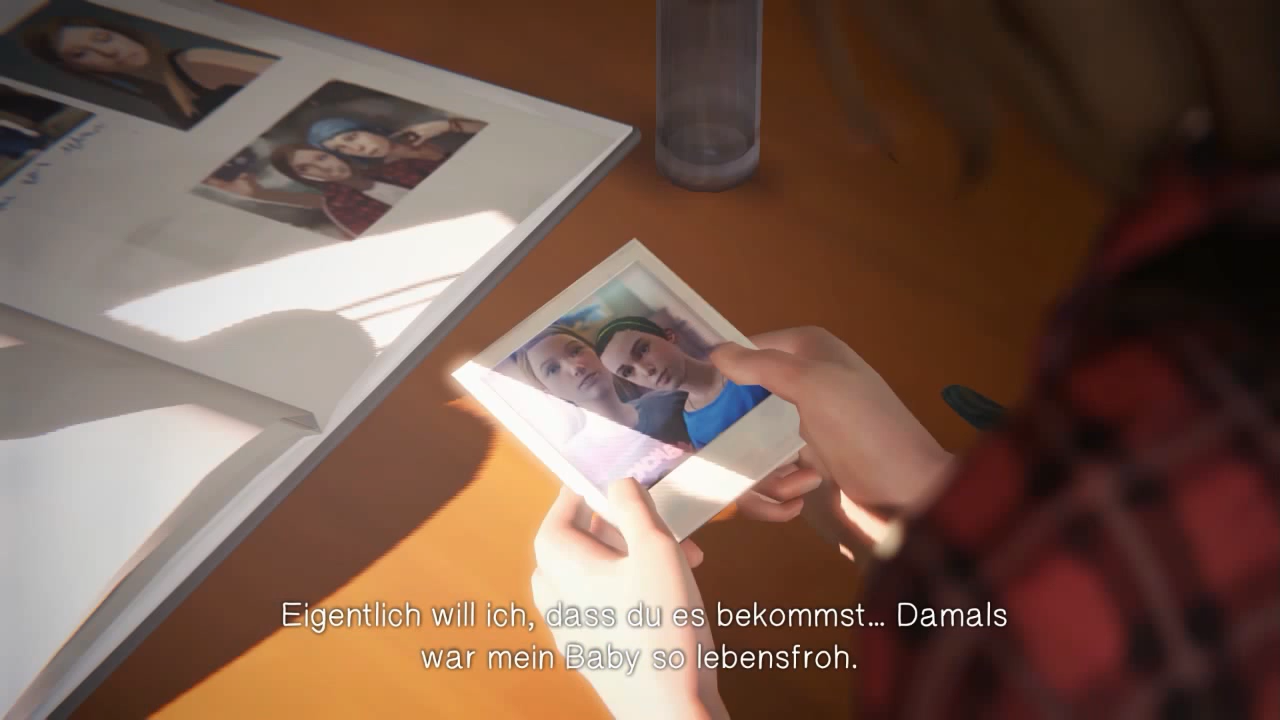 Eigentlich will ich, dass du es bekommst... Damals
war mein Baby so lebensfroh.